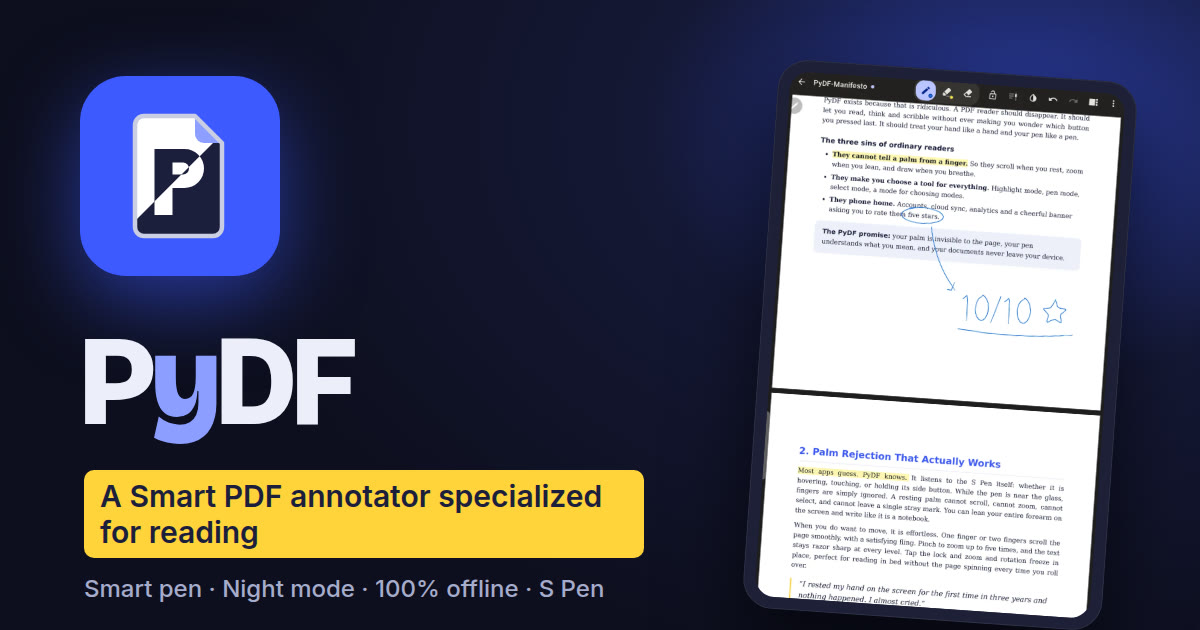 P
PyDF
A Smart PDF annotator specialized
for reading
Smart pen · Night mode · 100% offline · S Pen
PyDF-Manifesto
PyDF exists because that is ridiculous. A PDF reader should disappear. It should
let you read, think and scribble without ever making you wonder which button
you pressed last. It should treat your hand like a hand and your pen like a pen.
The three sins of ordinary readers
• They cannot tell a palm from a finger. So they scroll when you rest, zoom
when you lean, and draw when you breathe.
• They make you choose a tool for everything. Highlight mode, pen mode,
select mode, a mode for choosing modes.
• They phone home. Accounts, cloud sync, analytics and a cheerful banner
asking you to rate them five stars.
The PyDF promise: your palm is invisible to the page, your pen
understands what you mean, and your documents never leave your device.
10/10
2. Palm Rejection That Actually Works
Most apps guess. PyDF knows. It listens to the S Pen itself: whether it is
hovering, touching, or holding its side button. While the pen is near the glass,
fingers are simply ignored. A resting palm cannot scroll, cannot zoom, cannot
select, and cannot leave a single stray mark. You can lean your entire forearm on
the screen and write like it is a notebook.
When you do want to move, it is effortless. One finger or two fingers scroll the
page smoothly, with a satisfying fling. Pinch to zoom up to five times, and the text
stays razor sharp at every level. Tap the lock and zoom and rotation freeze in
place, perfect for reading in bed without the page spinning every time you roll
over.
"I rested my hand on the screen for the first time in three years and
nothing happened. I almost cried."